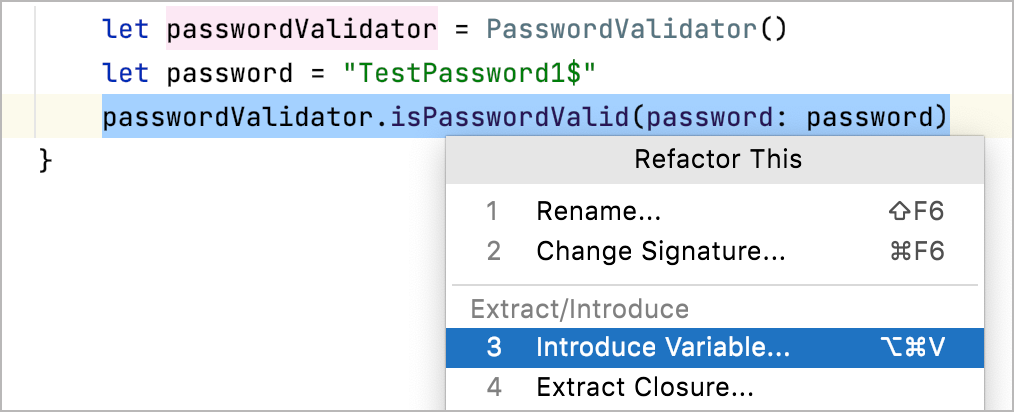 let passwordValidator = PasswordValidator()
let password = "TestPassword1$"
passwordValidator.isPasswordValid(password: password)
}
Refactor This
1 Rename... ⇧F6
2 Change Signature... ⌘F6
Extract/Introduce
3 Introduce Variable... ⌥⌘V
4 Extract Closure...